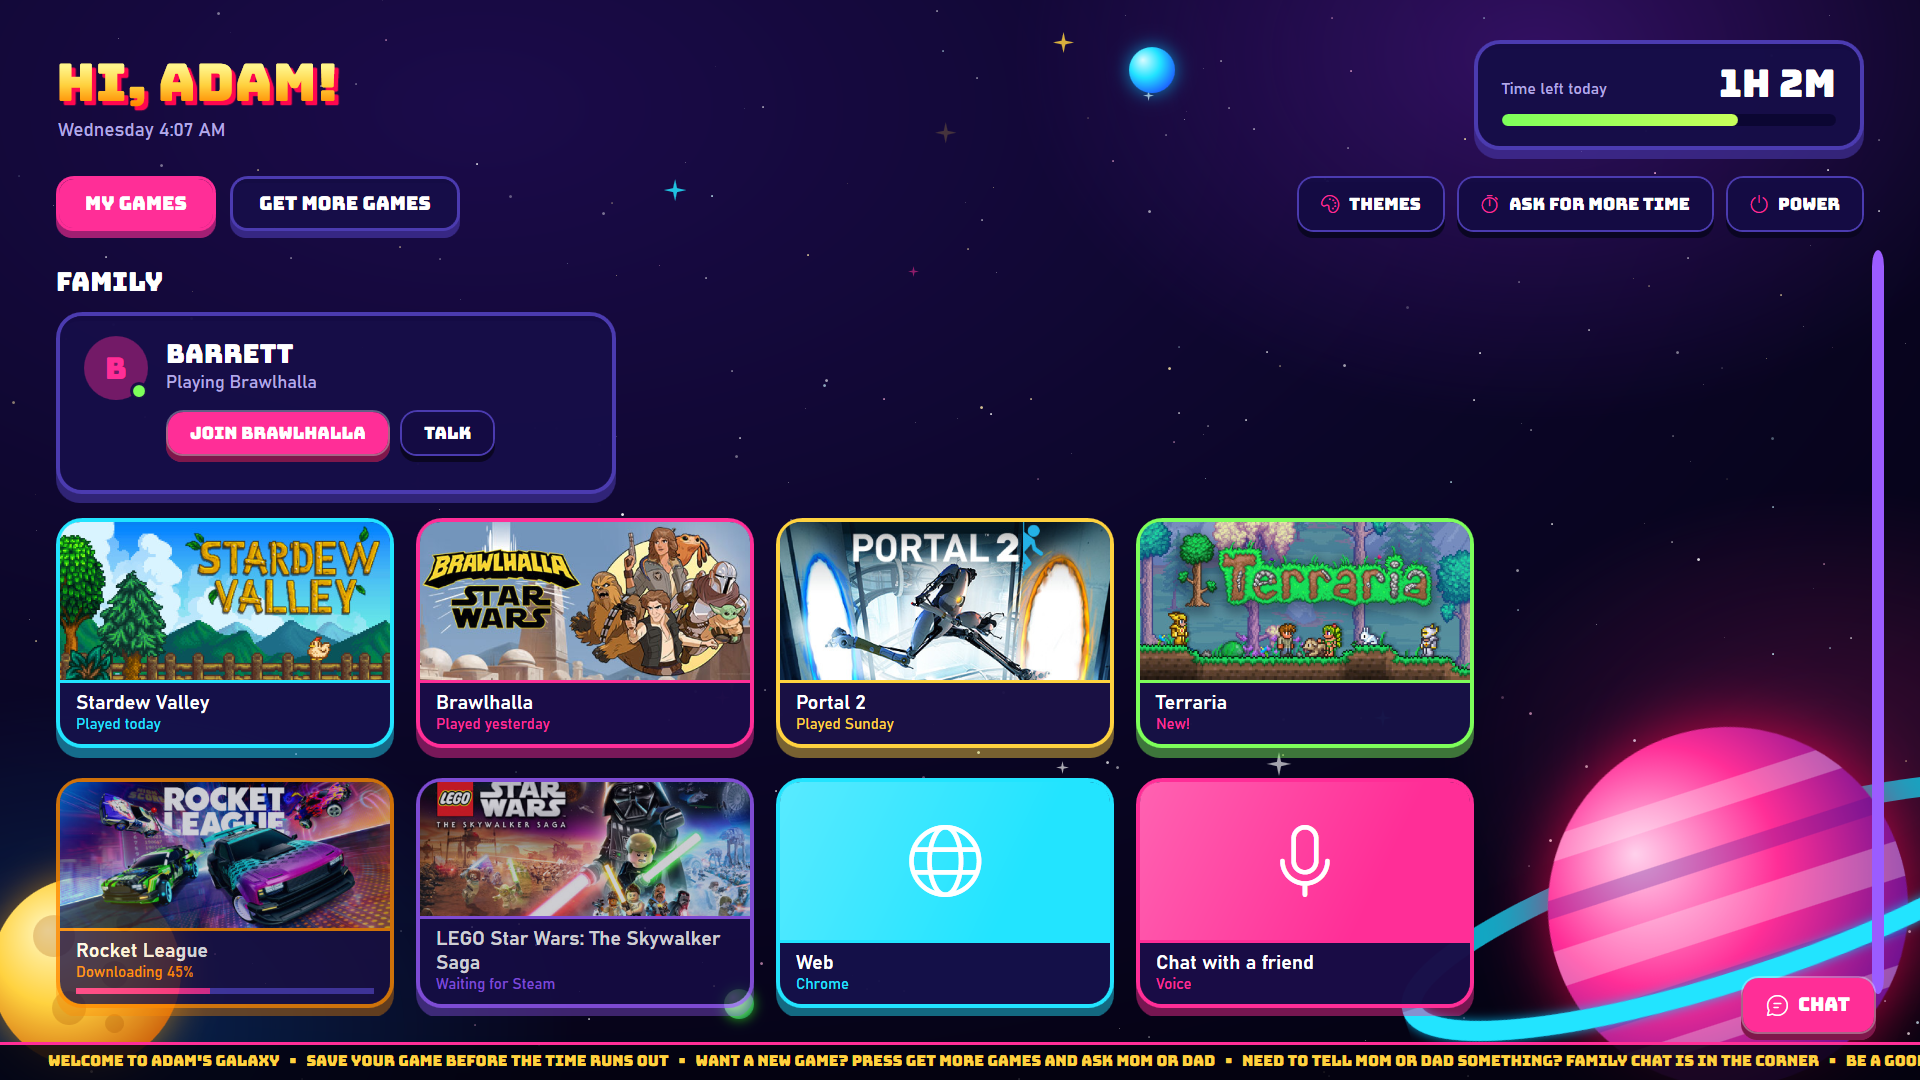 HI, ADAM!
Wednesday 4:07 AM
Time left today
1H 2M
MY GAMES
GET MORE GAMES
THEMES
ASK FOR MORE TIME
POWER
FAMILY
B
BARRETT
Playing Brawlhalla
JOIN BRAWLHALLA
TALK
STARDEW
VALLEY
Stardew Valley
Played today
BRAWLHALLA
STAR
WARS
Brawlhalla
Played yesterday
PORTAL 2
Portal 2
Played Sunday
Terraria
Terraria
New!
ROCKET
LEAGUE
Rocket League
Downloading 45%
LEGO STAR
WARS
THE SKYWALKER SAGA
LEGO Star Wars: The Skywalker
Saga
Waiting for Steam
Web
Chrome
Chat with a friend
Voice
CHAT
WELCOME TO ADAM'S GALAXY ▪ SAVE YOUR GAME BEFORE THE TIME RUNS OUT ▪ WANT A NEW GAME? PRESS GET MORE GAMES AND ASK MOM OR DAD ▪ NEED TO TELL MOM OR DAD SOMETHING? FAMILY CHAT IS IN THE CORNER ▪ BE A